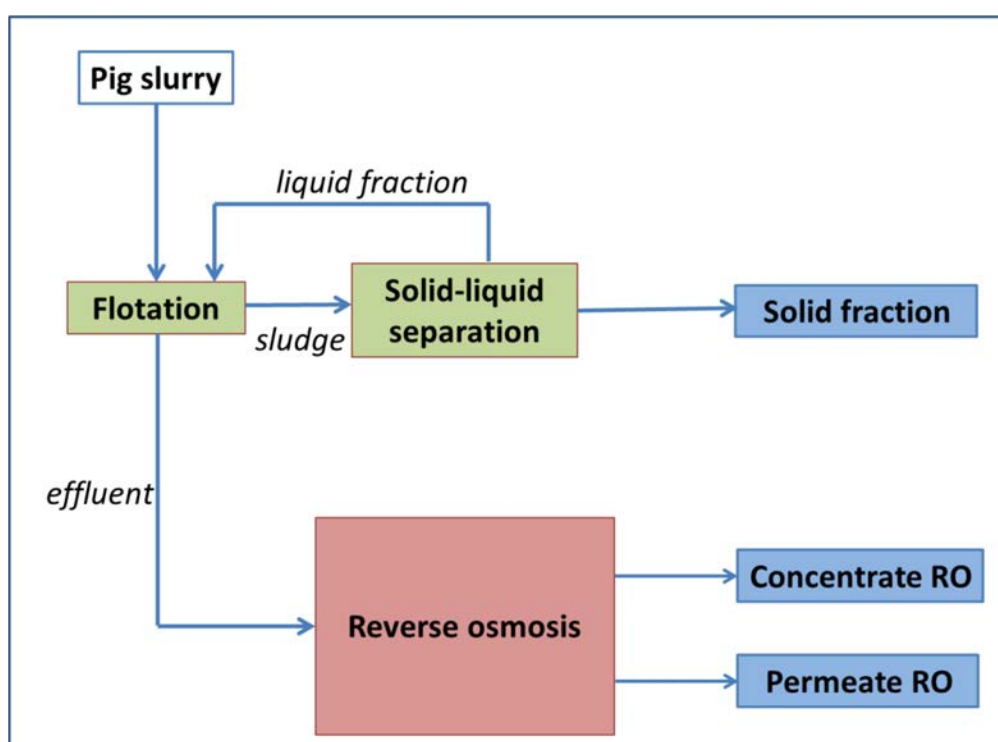 Pig slurry
liquid fraction
Flotation
sludge
Solid-liquid
separation
Solid fraction
effluent
Reverse osmosis
Concentrate RO
Permeate RO